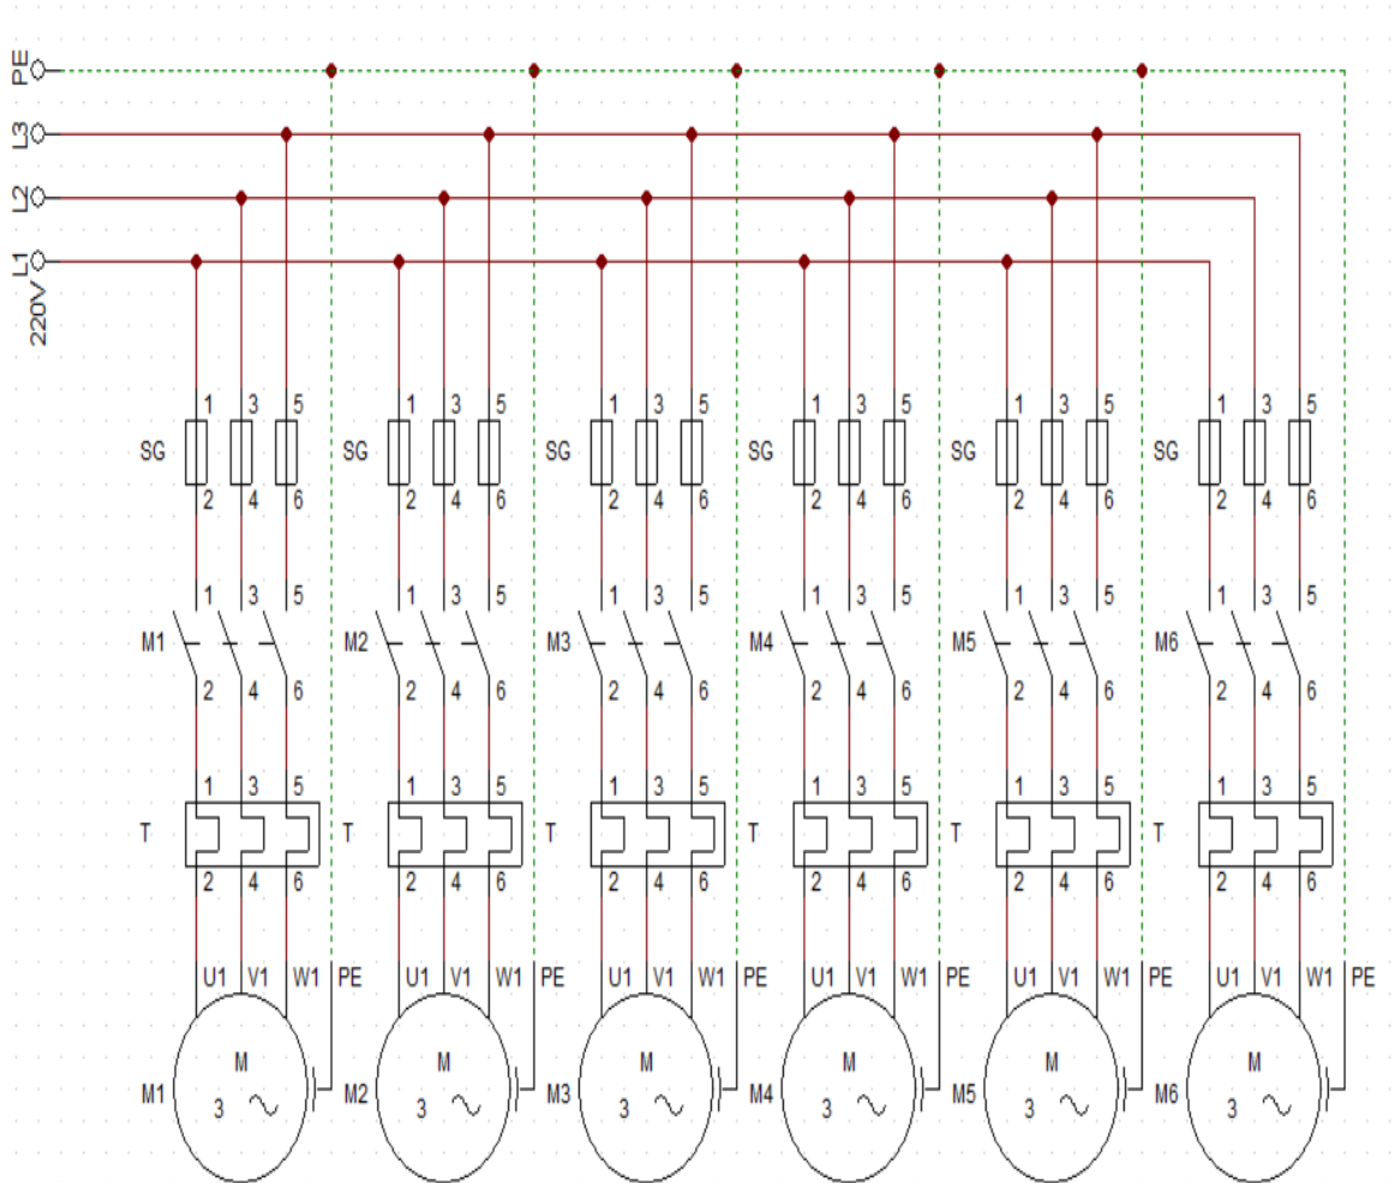 PE
L3
L2
L1
220V
1 3 5 1 3 5 1 3 5 1 3 5 1 3 5 1 3 5
SG SG SG SG SG SG
2 4 6 2 4 6 2 4 6 2 4 6 2 4 6 2 4 6
1 3 5 1 3 5 1 3 5 1 3 5 1 3 5 1 3 5
M1 M2 M3 M4 M5 M6
2 4 6 2 4 6 2 4 6 2 4 6 2 4 6 2 4 6
1 3 5 1 3 5 1 3 5 1 3 5 1 3 5 1 3 5
T T T T T T
2 4 6 2 4 6 2 4 6 2 4 6 2 4 6 2 4 6
U1 V1 W1 PE U1 V1 W1 PE U1 V1 W1 PE U1 V1 W1 PE U1 V1 W1 PE U1 V1 W1 PE
M M M M M M
M1 M2 M3 M4 M5 M6
3 3 3 3 3 3